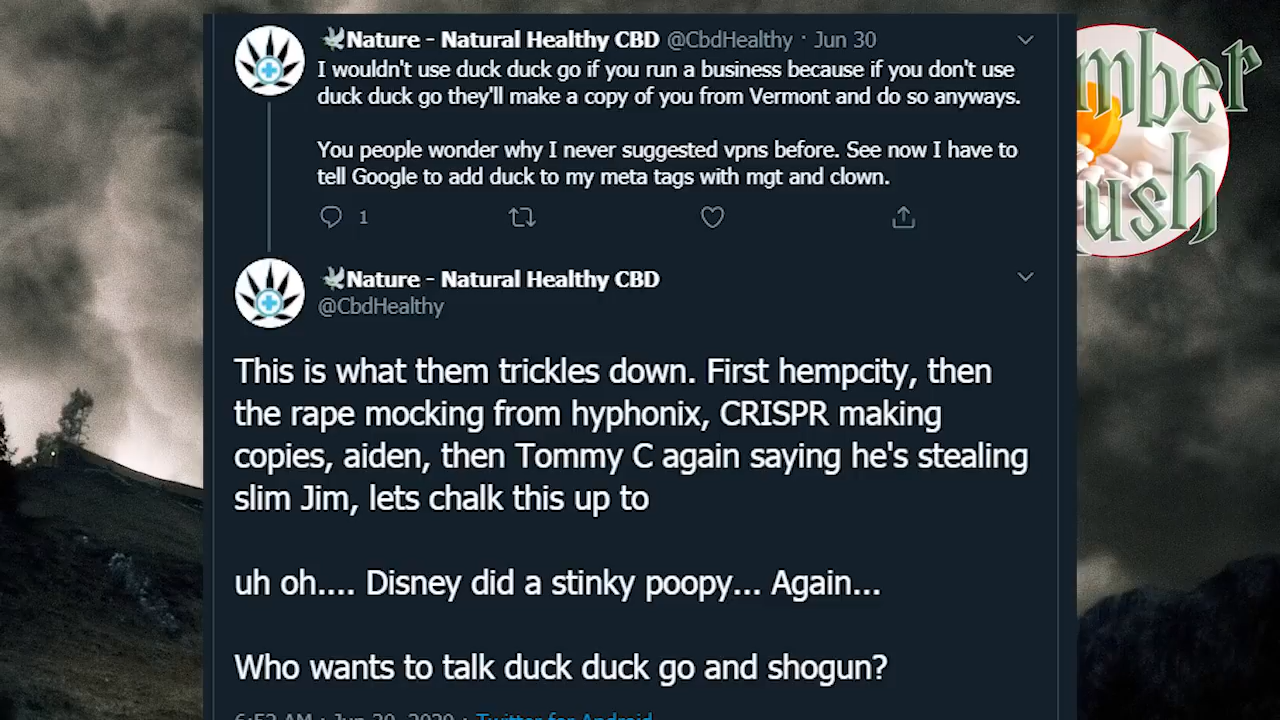 🕊Nature - Natural Healthy CBD @CbdHealthy · Jun 30
I wouldn't use duck duck go if you run a business because if you don't use
duck duck go they'll make a copy of you from Vermont and do so anyways.
You people wonder why I never suggested vpns before. See now I have to
tell Google to add duck to my meta tags with mgt and clown.
1
🕊Nature - Natural Healthy CBD
@CbdHealthy
This is what them trickles down. First hempcity, then
the rape mocking from hyphonix, CRISPR making
copies, aiden, then Tommy C again saying he's stealing
slim Jim, lets chalk this up to
uh oh.... Disney did a stinky poopy... Again...
Who wants to talk duck duck go and shogun?
Twitter for Android
mber
ush